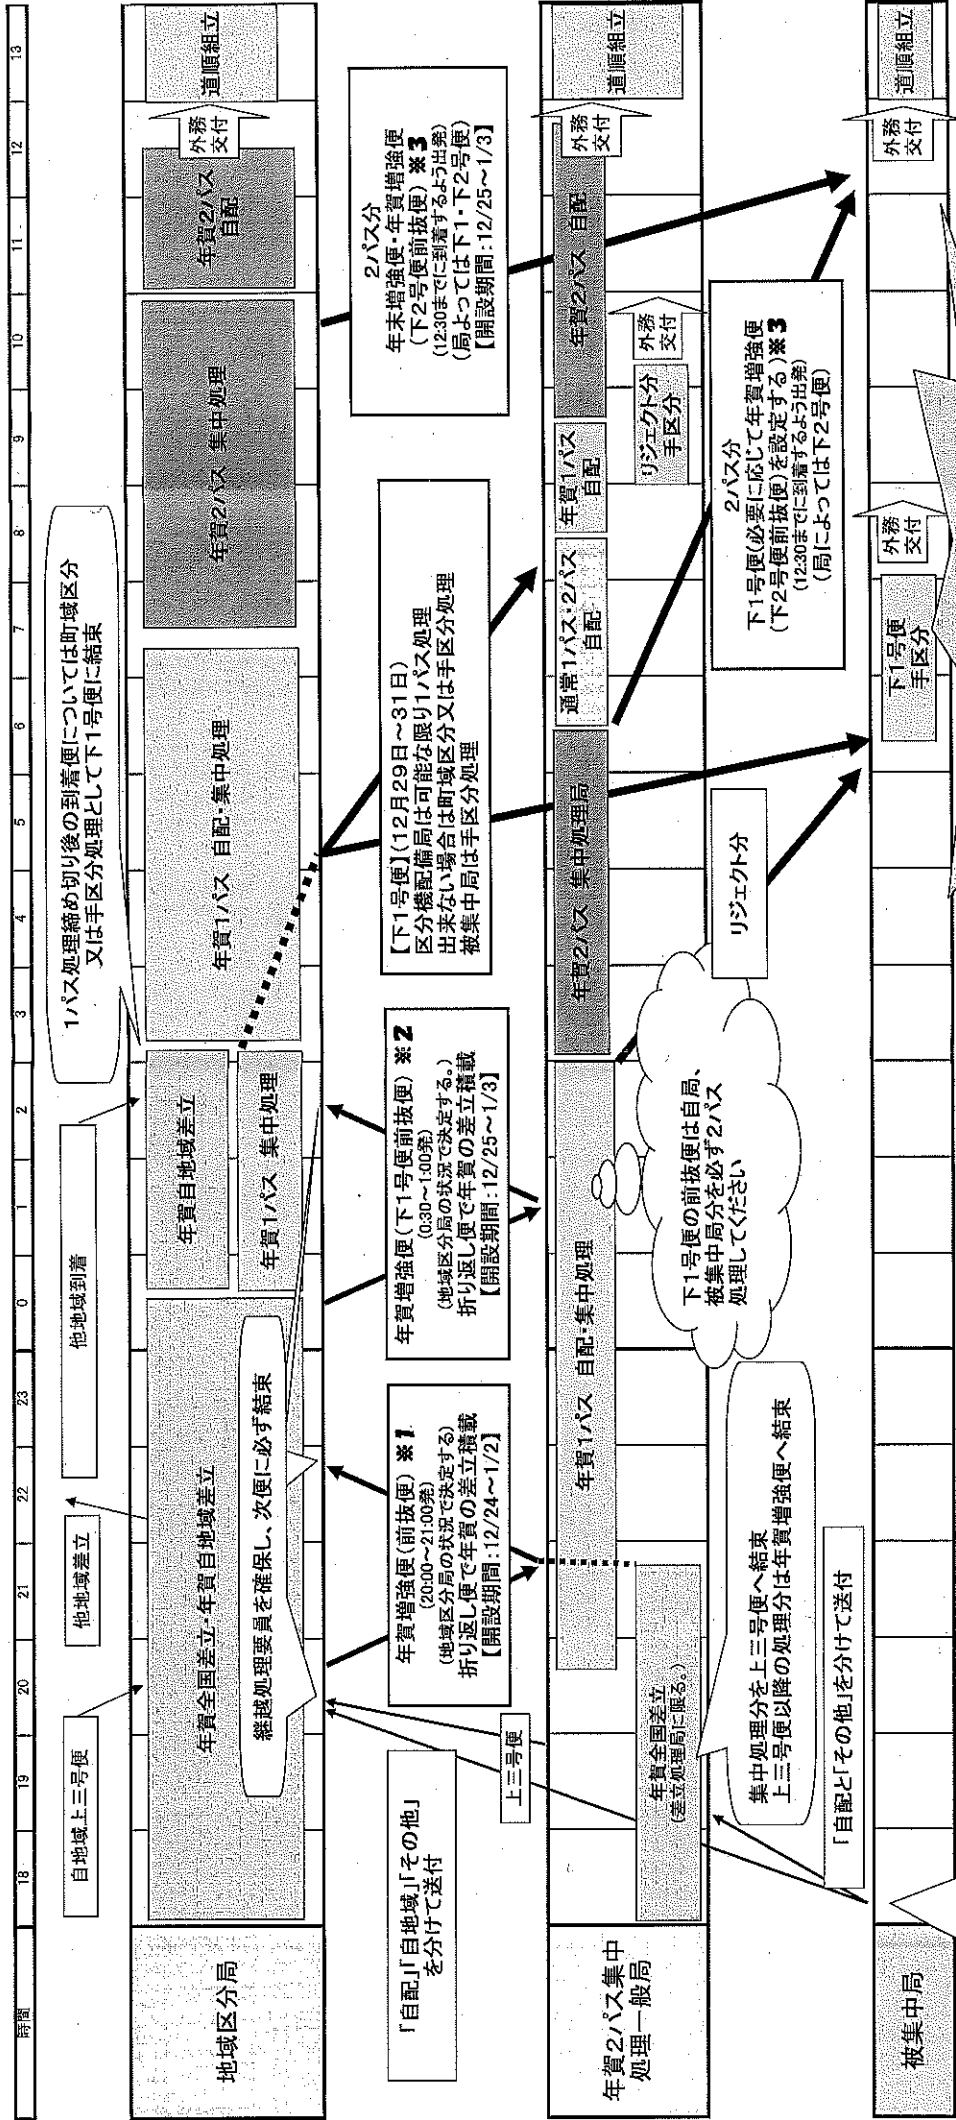 時間
18
19
20
21
22
23
0
1
2
3
4
5
6
7
8
9
10
11
12
13
自地域上三号便
他地域差立
他地域到着
1パス処理締め切り後の到着便については町域区分
又は手区分処理として下1号便に結束
地域区分局
年賀全国差立・年賀自地域差立
継越処理要員を確保し、次便に必ず結束
年賀自地域差立
年賀1パス 集中処理
年賀1パス 自配・集中処理
年賀2パス 集中処理
年賀2パス
自配
外務
交付
道順組立
「自配」「自地域」「その他」
を分けて送付
上三号便
年賀増強便(前抜便) ※1
(20:00~21:00発)
(地域区分局の状況で決定する)
折り返し便で年賀の差立積載
【開設期間:12/24~1/2】
年賀増強便(下1号便前抜便) ※2
(0:30~1:00発)
(地域区分局の状況で決定する。)
折り返し便で年賀の差立積載
【開設期間:12/25~1/3】
【下1号便】(12月29日~31日)
区分機配備局は可能な限り1パス処理
出来ない場合は町域区分又は手区分処理
被集中局は手区分処理
2パス分
年末増強便・年賀増強便
(下2号便前抜便) ※3
(12:30までに到着するよう出発)
(局よっては下1・下2号便)
【開設期間:12/25~1/3】
年賀2パス集中
処理一般局
年賀全国差立
(差立処理局に限る。)
年賀1パス 自配・集中処理
年賀2パス 集中処理局
通常1パス・2パス
自配
年賀1パス
自配
年賀2パス 自配
リジェクト分
手区分
外務
交付
外務
交付
道順組立
集中処理分を上三号便へ結束
上三号便以降の処理分は年賀増強便へ結束
下1号便の前抜便は自局、
被集中局分を必ず2パス
処理してください
リジェクト分
2パス分
下1号便(必要に応じて年賀増強便
(下2号便前抜便)を設定する)※3
(12:30までに到着するよう出発)
(局によっては下2号便)
「自配と「その他」を分けて送付
被集中局
下1号便
手区分
外務
交付
外務
交付
道順組立